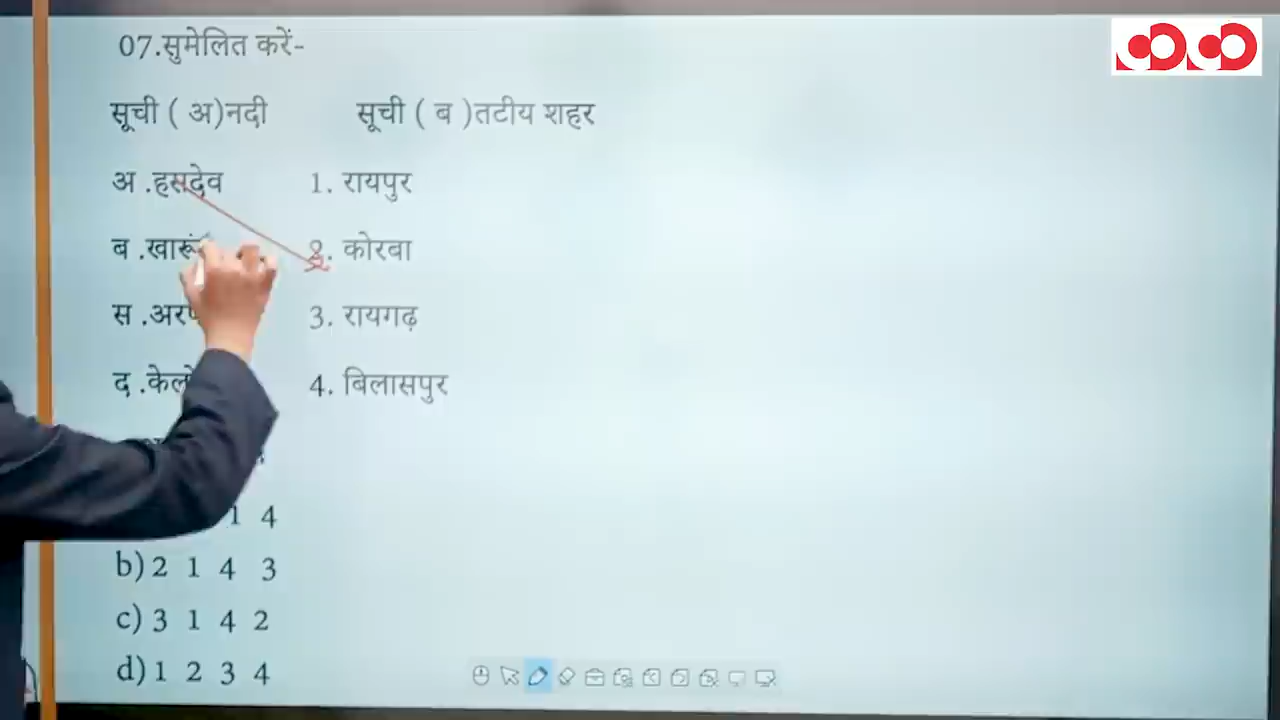 07.सुमेलित करें-
सूची ( अ)नदी सूची ( ब )तटीय शहर
अ .हसदेव 1. रायपुर
ब . 2. कोरबा
स . 3. रायगढ़
द . 4. बिलासपुर
1 4
b)2 1 4 3
c)3 1 4 2
d)1 2 3 4